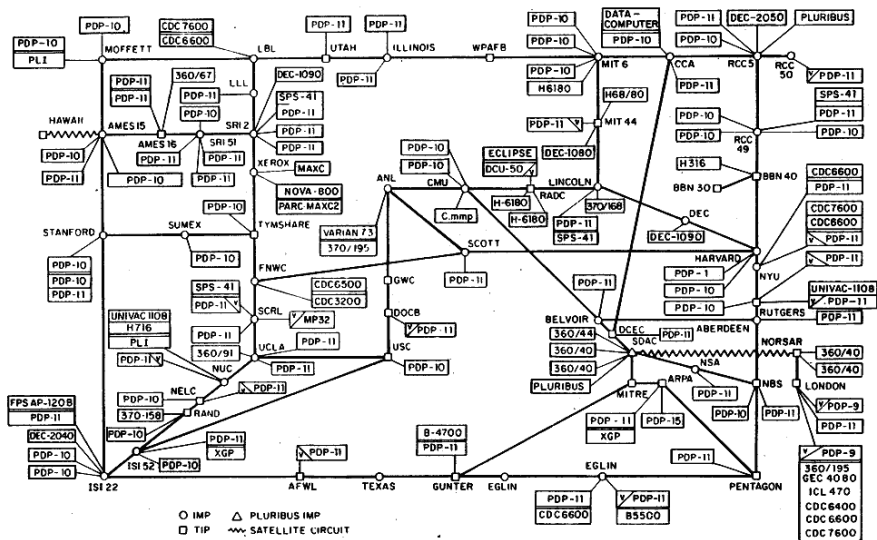 PDP-10
PDP-10
PLI
MOFFETT
CDC7600
CDC6600
LBL
PDP-11
UTAH
PDP-11
ILLINOIS
PDP-11
WPAFB
PDP-10
PDP-10
PDP-10
H6180
MIT 6
DATA-
COMPUTER
PDP-10
CCA
PDP-11
PDP-11
PDP-10
DEC-2050
PLURIBUS
RCC 5
RCC
50
PDP-11
LLL
PDP-11
DEC-1090
SPS-41
PDP-11
PDP-11
PDP-11
SRI 2
PDP-11
PDP-11
360/67
PDP-10
HAWAII
AMES 15
AMES 16
SRI 51
PDP-11
PDP-11
PDP-10
PDP-11
PDP-10
H68/80
PDP-11
MIT 44
DEC-1080
SPS-41
PDP-11
PDP-10
PDP-10
PDP-10
RCC
49
XEROX
MAXC
NOVA-800
PARC-MAXC2
PDP-10
PDP-10
ANL
CMU
C.mmp
ECLIPSE
DCU-50
RADC
H-6180
H-6180
LINCOLN
370/168
PDP-11
SPS-41
H316
BBN 30
BBN 40
CDC6600
PDP-11
CDC7600
CDC6600
PDP-11
PDP-11
STANFORD
PDP-10
PDP-10
PDP-11
SUMEX
PDP-10
PDP-10
TYMSHARE
VARIAN 73
370/195
SCOTT
PDP-11
DEC
DEC-1090
HARVARD
PDP-1
PDP-10
PDP-10
NYU
FNWC
CDC6500
CDC3200
GWC
PDP-11
UNIVAC-1108
PDP-11
RUTGERS
PDP-11
SPS-41
PDP-11
SCRL
MP32
PDP-11
DOCB
PDP-11
BELVOIR
DCEC
PDP-11
ABERDEEN
UNIVAC 1108
H716
PLI
PDP-11
360/91
UCLA
PDP-11
PDP-11
USC
PDP-10
360/44
360/40
360/40
PLURIBUS
SDAC
NORSAR
360/40
360/40
NUC
NELC
PDP-11
PDP-10
370-158
RAND
PDP-10
NSA
PDP-11
NBS
PDP-10
PDP-11
LONDON
PDP-9
PDP-11
MITRE
ARPA
PDP-11
XGP
PDP-15
FPS AP-120B
PDP-11
DEC-2040
PDP-10
PDP-10
ISI 22
ISI 52
PDP-10
PDP-11
XGP
PDP-11
AFWL
TEXAS
B-4700
PDP-11
GUNTER
EGLIN
EGLIN
PDP-11
CDC6600
PDP-11
B5500
PDP-11
PENTAGON
PDP-9
360/195
GEC 4080
ICL 470
CDC6400
CDC6600
CDC7600
IMP
PLURIBUS IMP
TIP
SATELLITE CIRCUIT